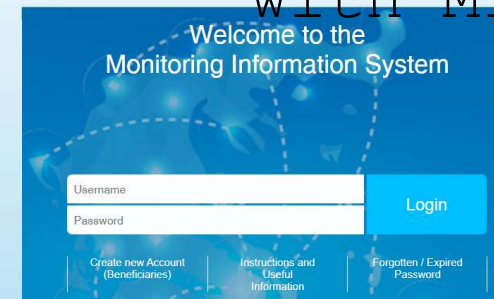 Welcome to the
Monitoring Information System
Username
Password
Login
Create new Account
(Beneficiaries)
Instructions and
Useful
Information
Forgotten / Expired
Password